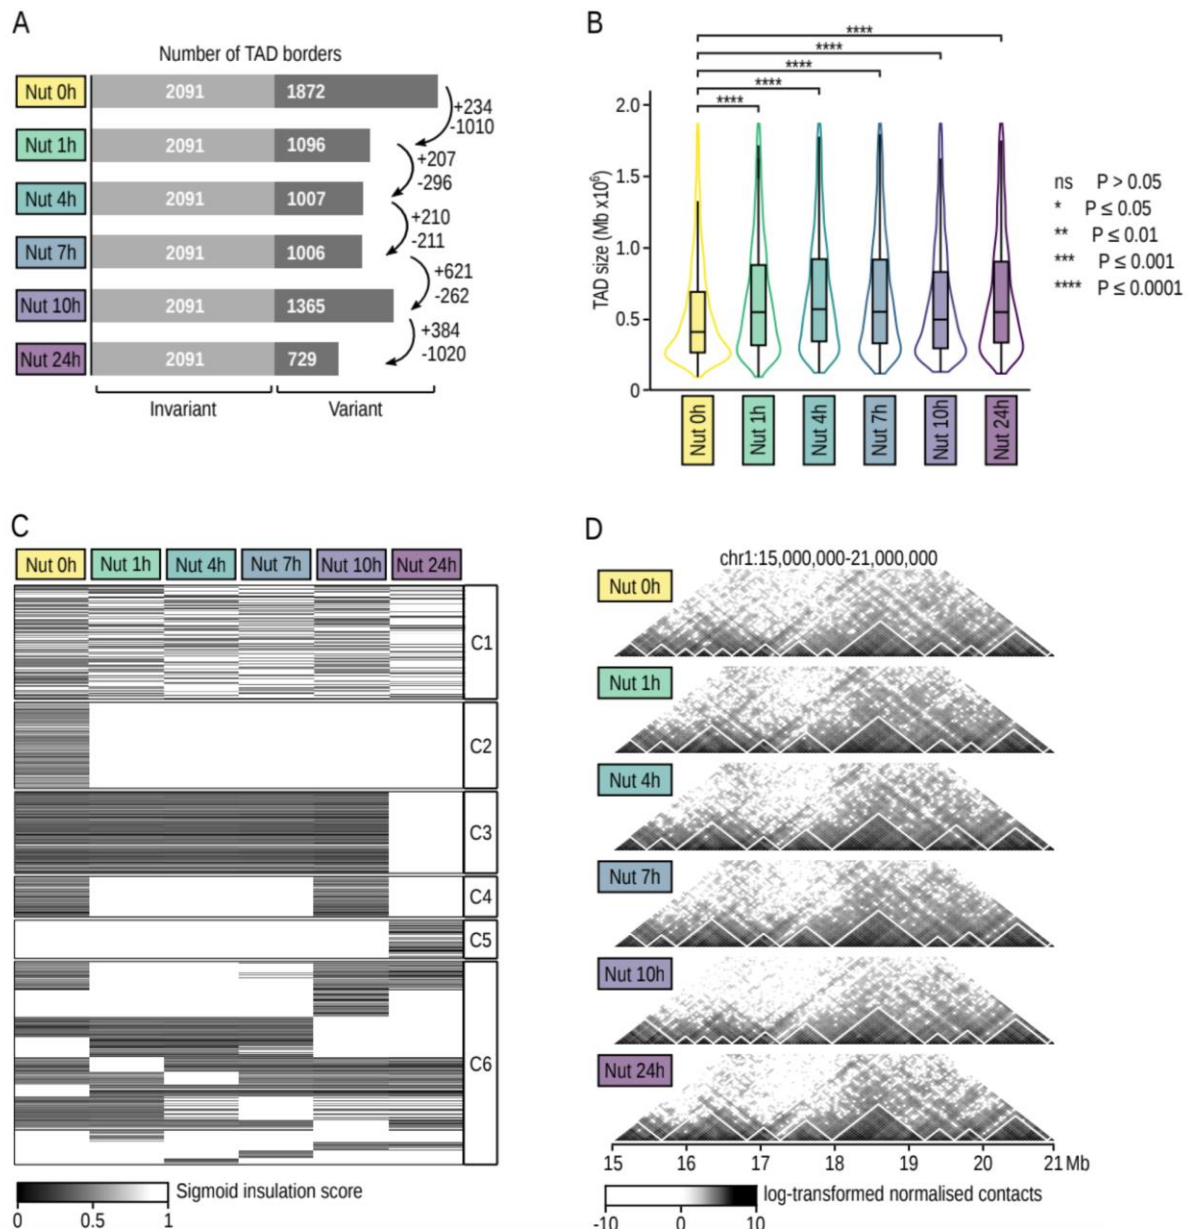 A
Number of TAD borders
Nut 0h 2091 1872
+234
-1010
Nut 1h 2091 1096
+207
-296
Nut 4h 2091 1007
+210
-211
Nut 7h 2091 1006
+621
-262
Nut 10h 2091 1365
+384
-1020
Nut 24h 2091 729
Invariant Variant
B
****
****
****
****
****
TAD size (Mb x10⁶)
2.0
1.5
1.0
0.5
0
Nut 0h Nut 1h Nut 4h Nut 7h Nut 10h Nut 24h
ns P > 0.05
* P ≤ 0.05
** P ≤ 0.01
*** P ≤ 0.001
**** P ≤ 0.0001
C
Nut 0h Nut 1h Nut 4h Nut 7h Nut 10h Nut 24h
C1
C2
C3
C4
C5
C6
Sigmoid insulation score
0 0.5 1
D
chr1:15,000,000-21,000,000
Nut 0h
Nut 1h
Nut 4h
Nut 7h
Nut 10h
Nut 24h
15 16 17 18 19 20 21 Mb
log-transformed normalised contacts
-10 0 10